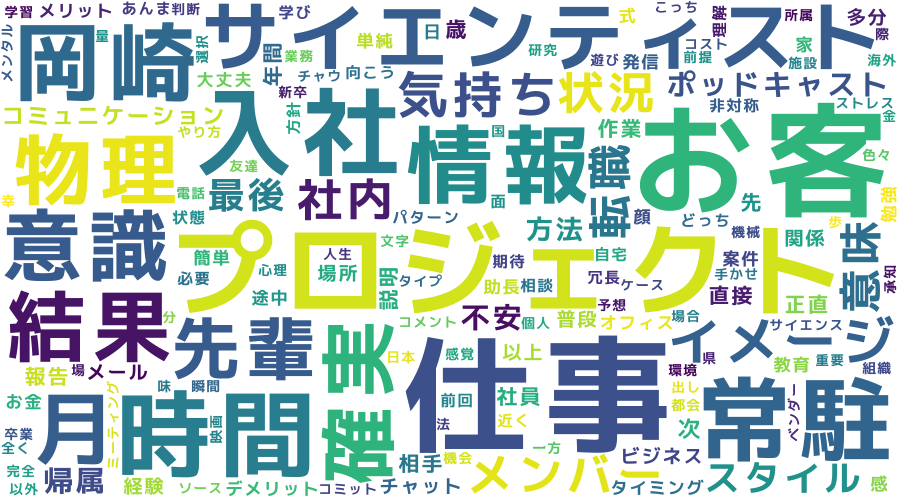 学習 メリット あんま 判断 学び こっち 理解 所属 多分 際
岡崎 サイエンティスト
メンタル 量 選択 大丈夫 年間 単純 日 歳 式 研究 コスト 前提 家 施設 海外
業務 チャウ 向こう 遊び 発信
コミュニケーション 新卒 方針 気持ち 状況 ポッドキャスト
やり方 入社 非対称 ストレス 金
物理 友達 情報 国 作業 お客 色々
幸 電話 最後 社内 面 転職 顔 先 勉強
状態 パターン 方法 どっち 歩
意識 簡単 プロジェクト 文字 人生 機械 関係 意味
必要 心理 場所 説明 タイプ 期待 自宅 案件 手かせ 承知
途中 助長 相談 冗長 ケース 直接 正直
結果 分 先輩 確実 コメント 不安 個人 予想 普段 オフィス 場合 イメージ サイエンス
報告 場 メール 日本 感覚 以上 県 環境 教育 重要 組織
お金 月 ミーティング 味 瞬間 時間 映画 仕事 前回 社員 近く 出し 都会 常駐 ベンダー
卒業 全く 法 一方 次 ビジネス
完全 以外 帰属 経験 ソース デメリット コミット 相手 チャット 機会 メンバー タイミング スタイル 感